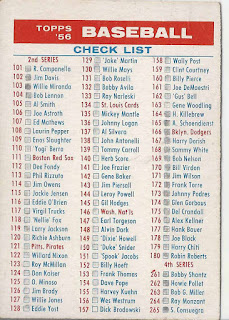 TOPPS '56
BASEBALL
CHECK LIST
2nd SERIES
101 R. Campanella
102 Jim Davis
103 Willie Miranda
104 Bob Lennon
105 Al Smith
106 Joe Astroth
107 Ed Mathews
108 Laurin Pepper
109 Enos Slaughter
110 Yogi Berra
111 Boston Red Sox
112 Dee Fondy
113 Phil Rizzuto
114 Jim Owens
115 Jackie Jensen
116 Eddie O'Brien
117 Virgil Trucks
118 'Nellie' Fox
119 Larry Jackson
120 Richie Ashburn
121 Pitts. Pirates
122 Willard Nixon
123 Roy McMillan
124 Don Kaiser
125 O. Minoso
126 Jim Brady
127 Willie Jones
128 Eddie Yost
129 'Jake' Martin
130 Willie Mays
131 Bob Roselli
132 Bobby Avila
133 Ray Narleski
134 St. Louis Cards
135 Mickey Mantle
136 Johnny Logan
137 Al Silvera
138 Johnny Antonelli
139 Tommy Carroll
140 Herb Score
141 Joe Frazier
142 Gene Baker
143 Jim Piersall
144 Leroy Powell
145 Gil Hodges
146 Wash. Nat'ls
147 Earl Torgeson
148 Alvin Dark
149 'Dixie' Howell
150 'Duke' Snider
151 'Spook' Jacobs
152 Billy Hoeft
153 Frank Thomas
154 Dave Pope
155 Harvey Kuenn
156 Wes Westrum
157 Dick Brodowski
158 Wally Post
159 Clint Courtney
160 Billy Pierce
161 Joe DeMaestri
162 'Gus' Bell
163 Gene Woodling
164 H. Killebrew
165 A. Schoendienst
166 Bklyn. Dodgers
167 Harry Dorish
168 Sammy White
169 Bob Nelson
170 Bill Virdon
171 Jim Wilson
172 Frank Torre
173 Johnny Podres
174 Glen Gorbous
175 Del Crandall
176 Alex Kellner
177 Hank Bauer
178 Joe Black
179 Harry Chiti
180 Robin Roberts
4th SERIES
261 Bobby Shantz
262 Howie Pollet
263 Bob G. Miller
264 Ray Monzant
265 S. Consuegra